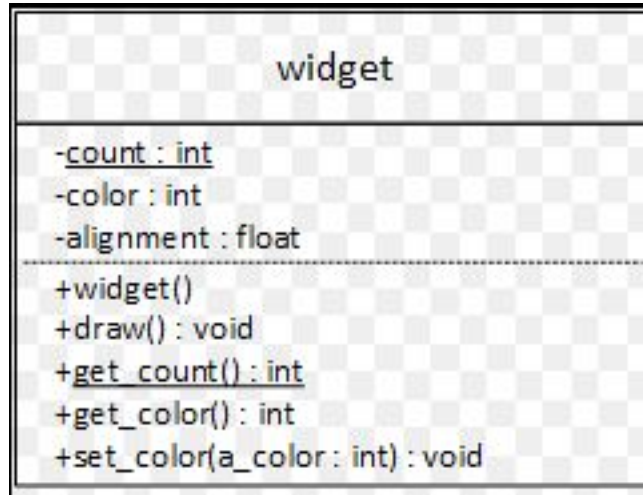 widget
-count : int
-color : int
-alignment : float
+widget()
+draw() : void
+get_count() : int
+get_color() : int
+set_color(a_color : int) : void